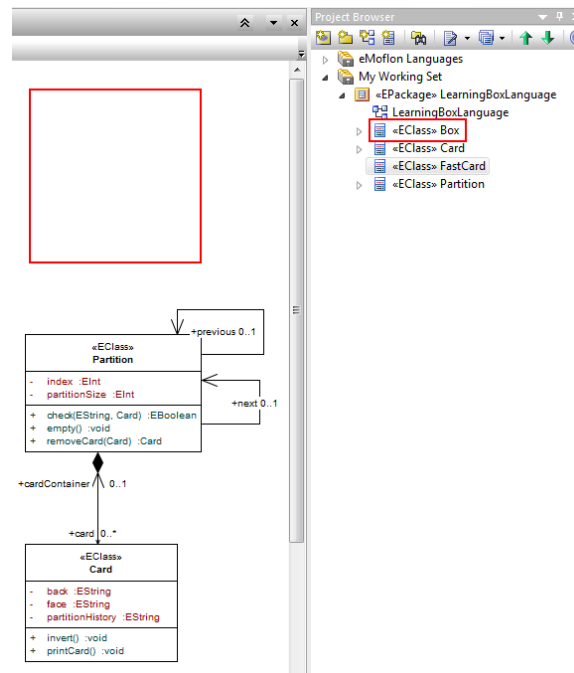 Project Browser
eMoflon Languages
My Working Set
«EPackage» LearningBoxLanguage
LearningBoxLanguage
«EClass» Box
«EClass» Card
«EClass» FastCard
«EClass» Partition
+previous 0..1
«EClass»
Partition
- index :EInt
- partitionSize :EInt
+next 0..1
+ check(EString, Card) :EBoolean
+ empty() :void
+ removeCard(Card) :Card
+cardContainer 0..1
+card 0..*
«EClass»
Card
- back :EString
- face :EString
- partitionHistory :EString
+ invert() :void
+ printCard() :void